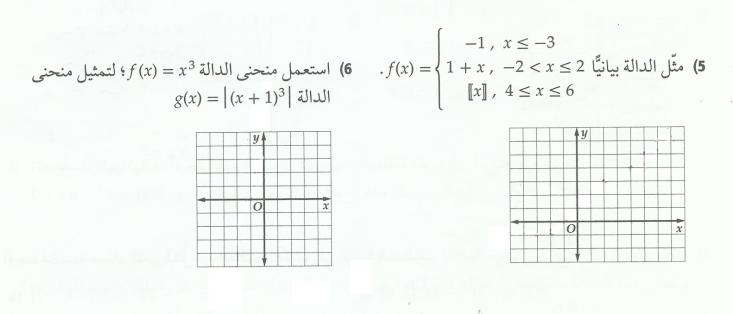 5) مثّل الدالة بيانيًّا f(x) = { -1 , x ≤ -3
1 + x , -2 < x ≤ 2
⟦x⟧ , 4 ≤ x ≤ 6 .
y
O
x
6) استعمل منحنى الدالة f(x) = x³ ؛ لتمثيل منحنى
الدالة g(x) = |(x + 1)³|
y
O
x